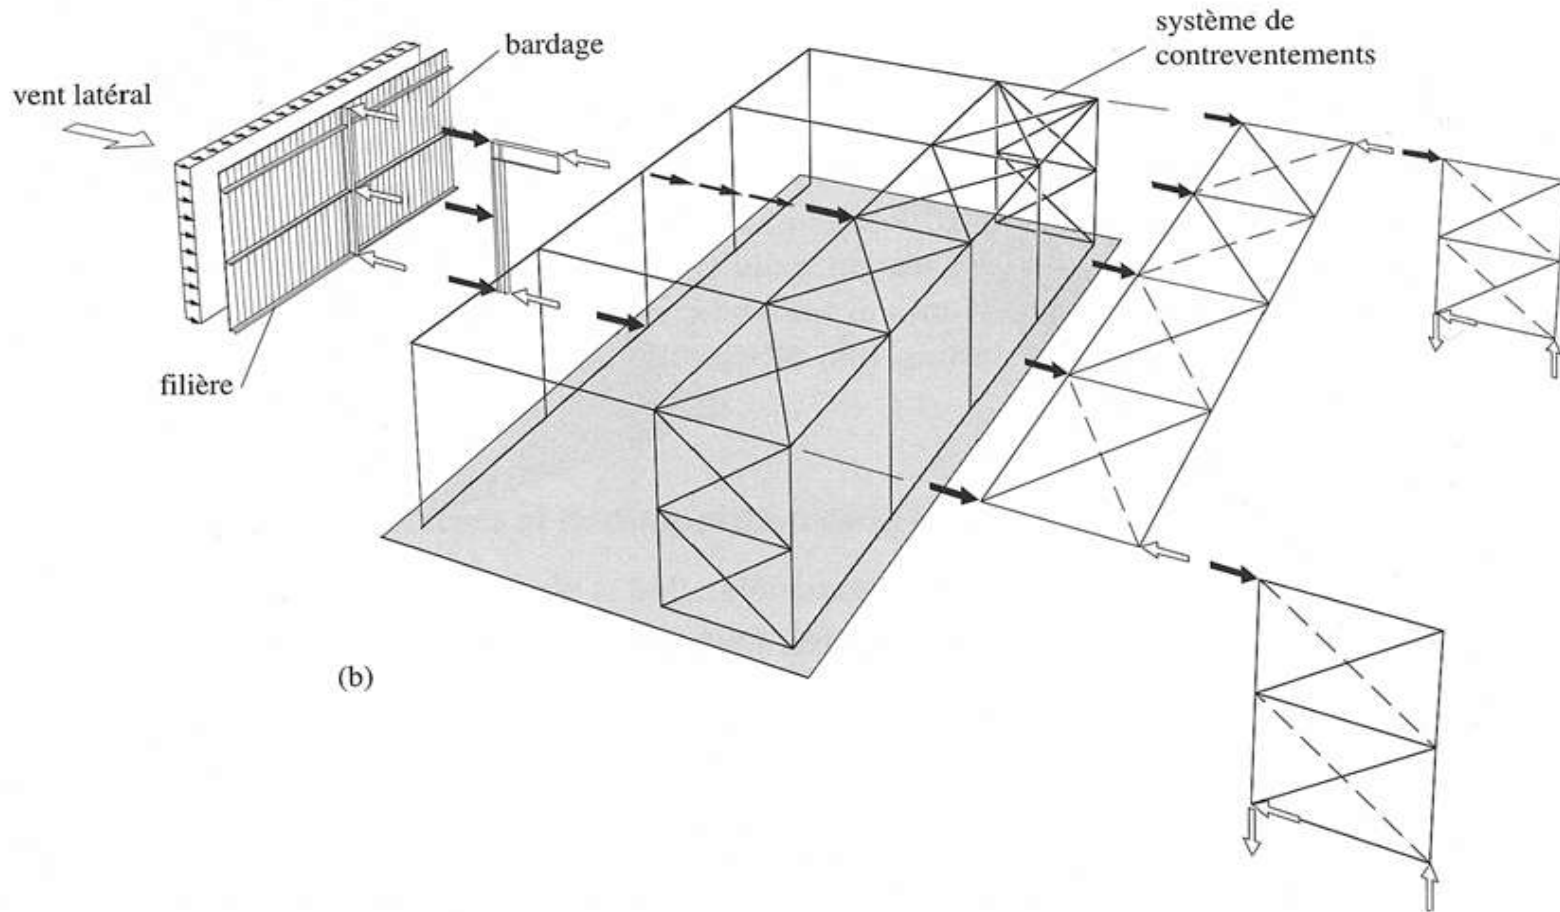 système de
contreventements
bardage
vent latéral
filière
(b)